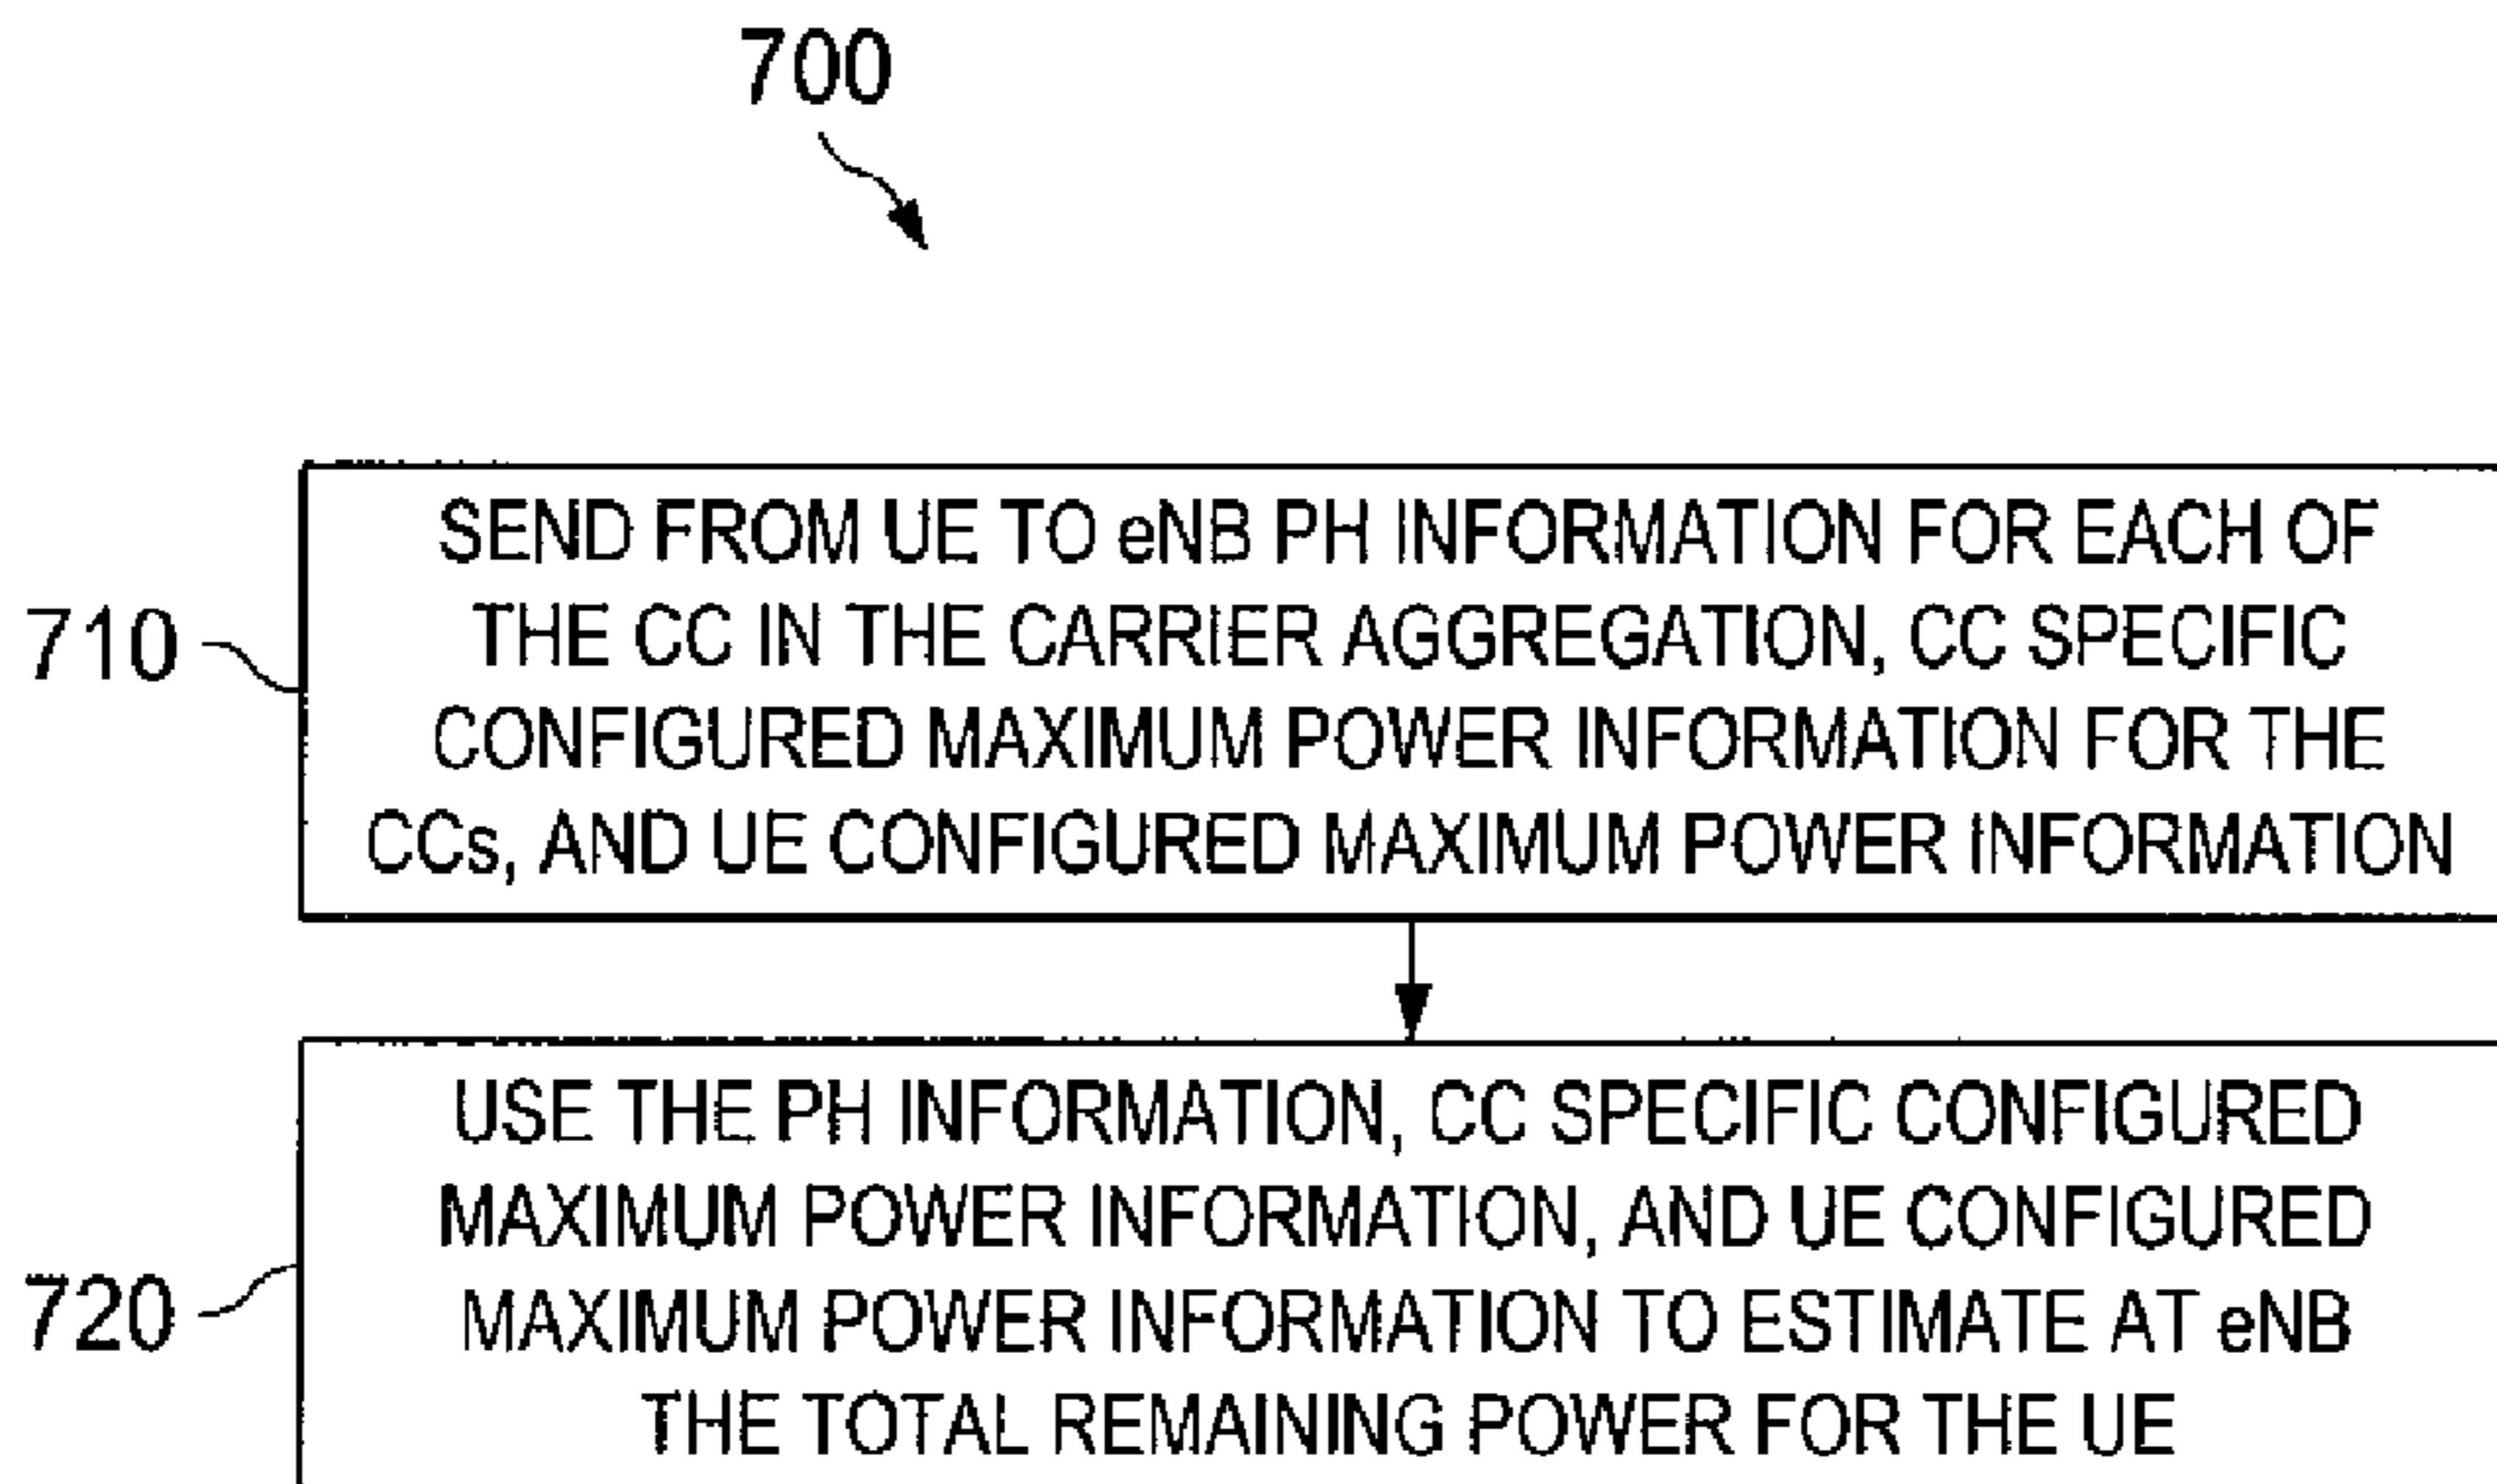 700
710
SEND FROM UE TO eNB PH INFORMATION FOR EACH OF
THE CC IN THE CARRIER AGGREGATION, CC SPECIFIC
CONFIGURED MAXIMUM POWER INFORMATION FOR THE
CCs, AND UE CONFIGURED MAXIMUM POWER INFORMATION
720
USE THE PH INFORMATION, CC SPECIFIC CONFIGURED
MAXIMUM POWER INFORMATION, AND UE CONFIGURED
MAXIMUM POWER INFORMATION TO ESTIMATE AT eNB
THE TOTAL REMAINING POWER FOR THE UE